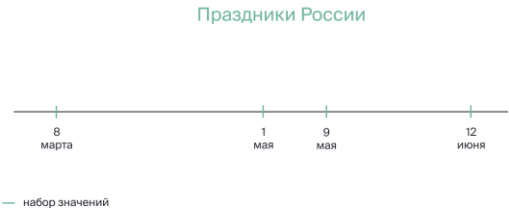 Праздники России
8 марта
1 мая
9 мая
12 июня
набор значений